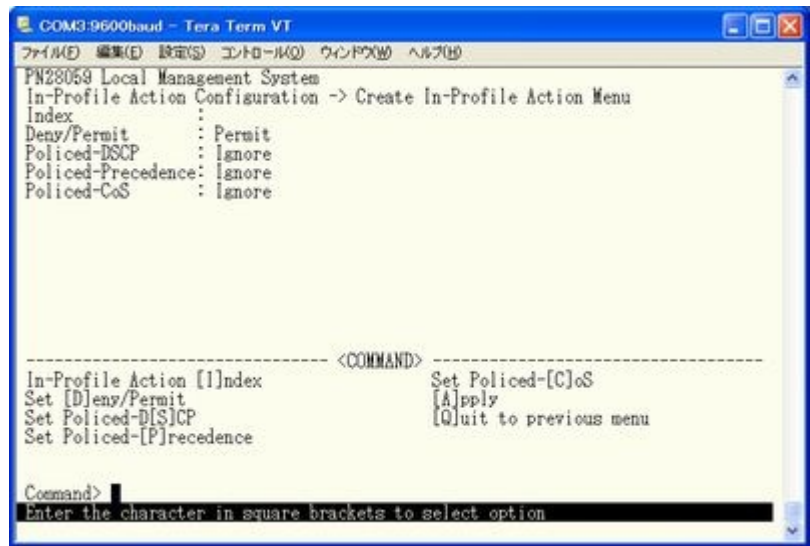 COM3:9600baud - Tera Term VT
ファイル(F) 編集(E) 設定(S) コントロール(O) ウィンドウ(W) ヘルプ(H)
PN28059 Local Management System
In-Profile Action Configuration -> Create In-Profile Action Menu
Index :
Deny/Permit : Permit
Policed-DSCP : Ignore
Policed-Precedence: Ignore
Policed-CoS : Ignore
--------------------------------- <COMMAND> ------------------------------------
In-Profile Action [I]ndex Set Policed-[C]oS
Set [D]eny/Permit [A]pply
Set Policed-D[S]CP [Q]uit to previous menu
Set Policed-[P]recedence
Command>
Enter the character in square brackets to select option